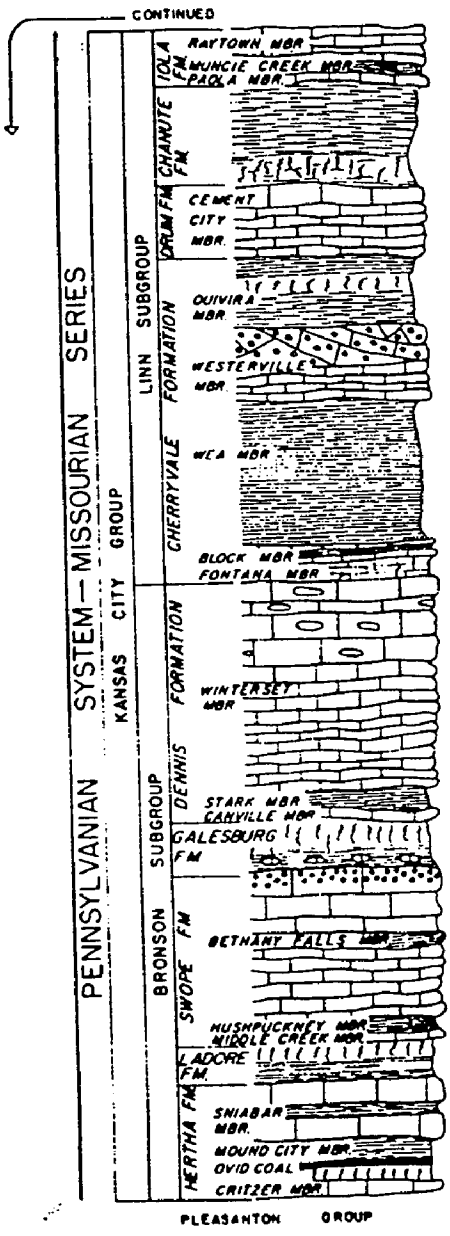 CONTINUED
PENNSYLVANIAN SYSTEM — MISSOURIAN SERIES
KANSAS CITY GROUP
LINN SUBGROUP
BRONSON SUBGROUP
IOLA FM.
RAYTOWN MBR
MUNCIE CREEK MBR
PAOLA MBR.
CHANUTE FM.
DRUM FM.
CEMENT
CITY
MBR.
CHERRYVALE FORMATION
QUIVIRA
MBR.
WESTERVILLE
MBR.
WEA MBR
BLOCK MBR
FONTANA MBR
DENNIS FORMATION
WINTERSET
MBR
STARK MBR
CANVILLE MBR
GALESBURG
FM
SWOPE FM
BETHANY FALLS MBR
HUSHPUCKNEY MBR
MIDDLE CREEK MBR.
LADORE
FM.
HERTHA FM
SNIABAR
MBR.
MOUND CITY MBR.
OVID COAL
CRITZER MBR.
PLEASANTON GROUP